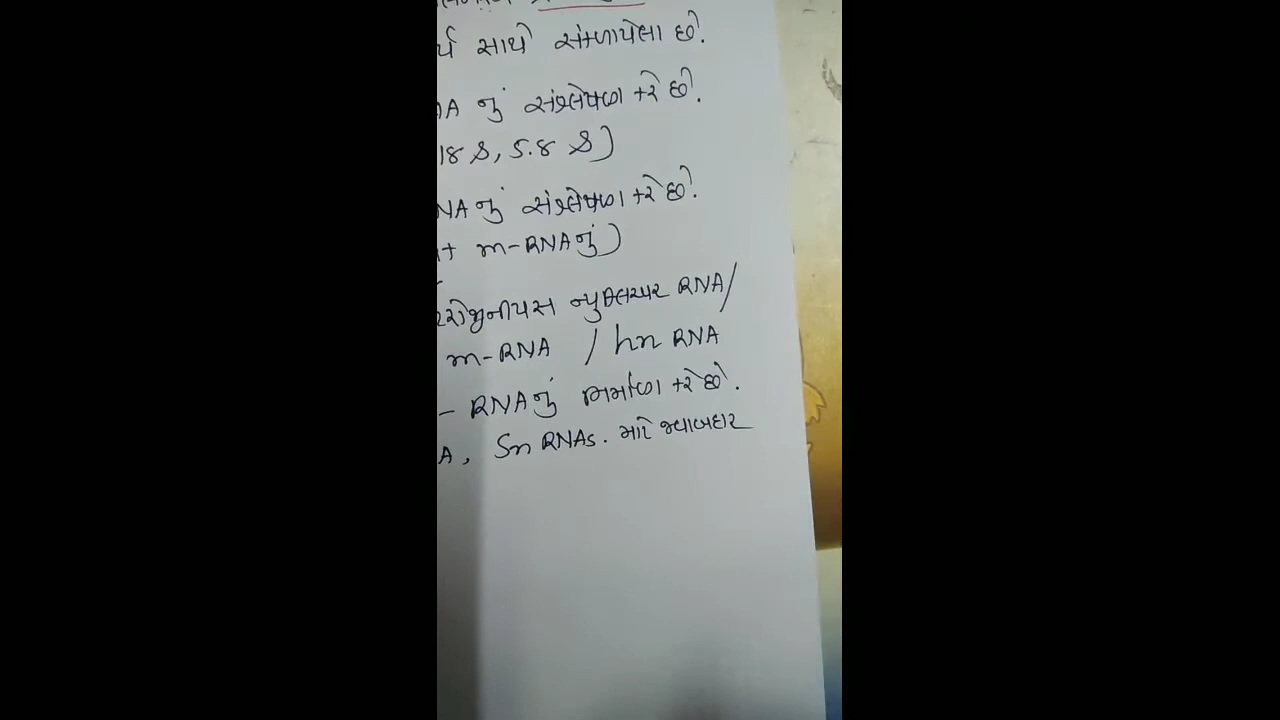 ર્ય સાથે સંકળાયેલા છે.
A નું સંશ્લેષણ કરે છે.
18 S, 5.8 S)
NA નું સંશ્લેષણ કરે છે.
m-RNA નું)
રોજીનીયસ ન્યુક્લિયર RNA/
m-RNA / hn RNA
- RNA નું નિર્માણ કરે છે.
A, Sn RNAs. માટે જવાબદાર